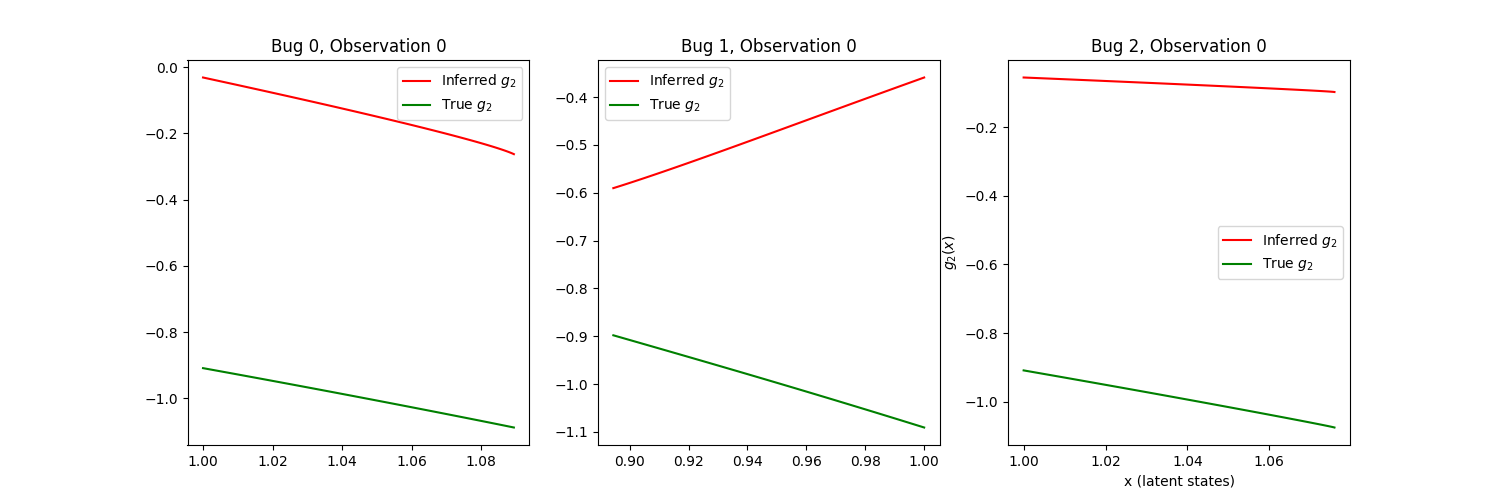 Bug 0, Observation 0
0.0
−0.2
−0.4
−0.6
−0.8
−1.0
Inferred g₂
True g₂
1.00 1.02 1.04 1.06 1.08
Bug 1, Observation 0
−0.4
−0.5
−0.6
−0.7
−0.8
−0.9
−1.0
−1.1
Inferred g₂
True g₂
0.90 0.92 0.94 0.96 0.98 1.00
Bug 2, Observation 0
g₂(x)
−0.2
−0.4
−0.6
−0.8
−1.0
Inferred g₂
True g₂
1.00 1.02 1.04 1.06
x (latent states)